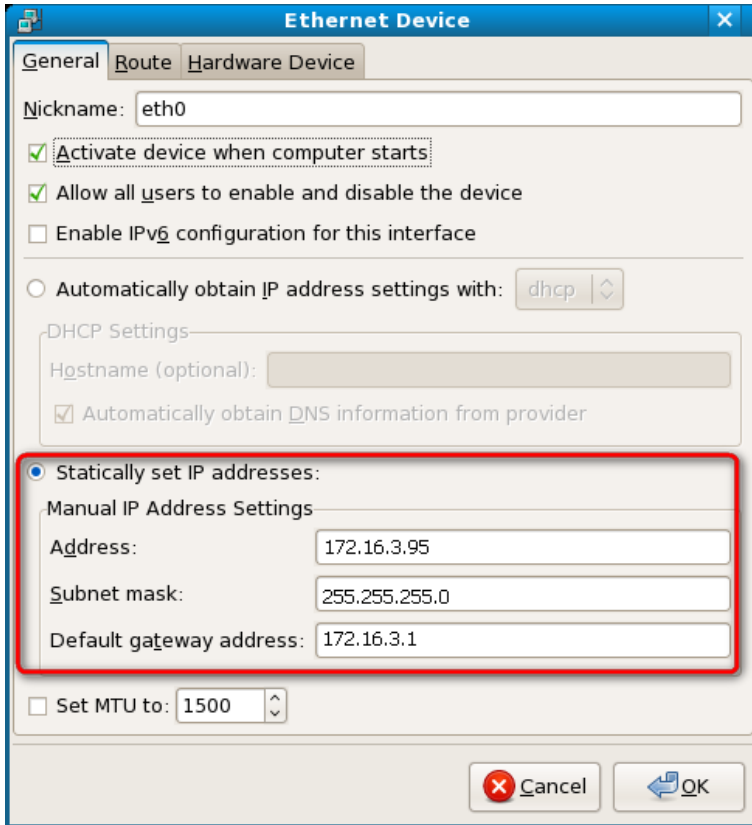 Ethernet Device
General Route Hardware Device
Nickname: eth0
Activate device when computer starts
Allow all users to enable and disable the device
Enable IPv6 configuration for this interface
Automatically obtain IP address settings with: dhcp
DHCP Settings
Hostname (optional):
Automatically obtain DNS information from provider
Statically set IP addresses:
Manual IP Address Settings
Address: 172.16.3.95
Subnet mask: 255.255.255.0
Default gateway address: 172.16.3.1
Set MTU to: 1500
Cancel OK